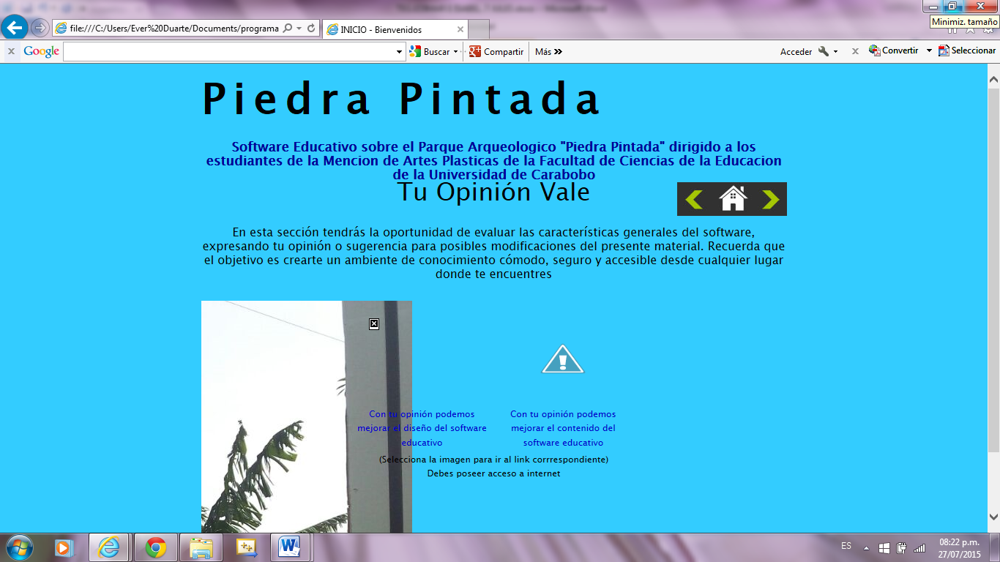 Minimiz. tamaño
file:///C:/Users/Ever%20Duarte/Documents/programa
INICIO - Bienvenidos
x Google Buscar Compartir Más » Acceder x Convertir Seleccionar
Piedra Pintada
Software Educativo sobre el Parque Arqueologico "Piedra Pintada" dirigido a los
estudiantes de la Mencion de Artes Plasticas de la Facultad de Ciencias de la Educacion
de la Universidad de Carabobo
Tu Opinión Vale
En esta sección tendrás la oportunidad de evaluar las características generales del software,
expresando tu opinión o sugerencia para posibles modificaciones del presente material. Recuerda que
el objetivo es crearte un ambiente de conocimiento cómodo, seguro y accesible desde cualquier lugar
donde te encuentres
Con tu opinión podemos
mejorar el diseño del software
educativo
Con tu opinión podemos
mejorar el contenido del
software educativo
(Selecciona la imagen para ir al link corrrespondiente)
Debes poseer acceso a internet
ES
08:22 p.m.
27/07/2015